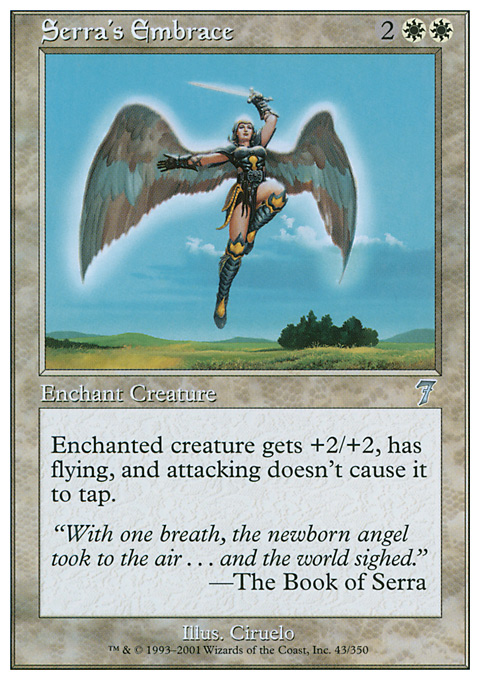 Serra's Embrace 2
Enchant Creature 7
Enchanted creature gets +2/+2, has
flying, and attacking doesn't cause it
to tap.
“With one breath, the newborn angel
took to the air . . . and the world sighed.”
—The Book of Serra
Illus. Ciruelo
™ & © 1993–2001 Wizards of the Coast, Inc. 43/350